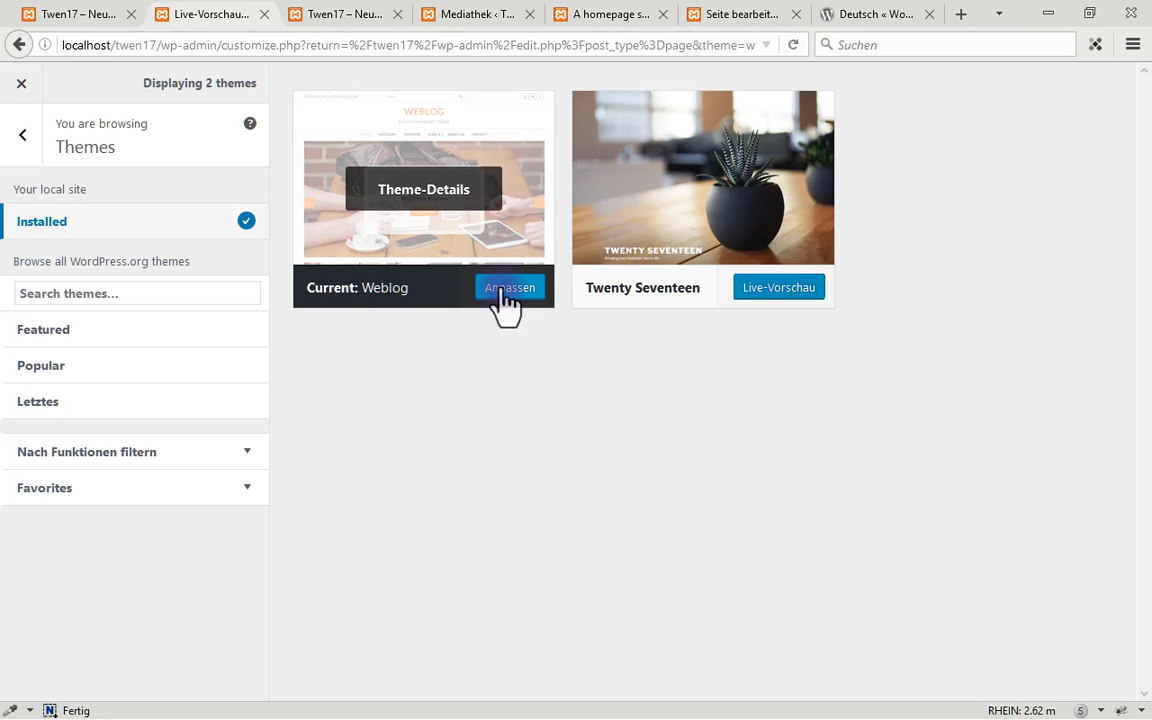 Twen17 – Neu...
Live-Vorschau...
Twen17 – Neu...
Mediathek ‹ T...
A homepage s...
Seite bearbeit...
Deutsch « Wo...
localhost/twen17/wp-admin/customize.php?return=%2Ftwen17%2Fwp-admin%2Fedit.php%3Fpost_type%3Dpage&theme=w
Suchen
Displaying 2 themes
You are browsing
Themes
Your local site
Installed
Browse all WordPress.org themes
Search themes...
Featured
Popular
Letztes
Nach Funktionen filtern
Favorites
WEBLOG
Theme-Details
Current: Weblog
Anpassen
TWENTY SEVENTEEN
Twenty Seventeen
Live-Vorschau
Fertig
RHEIN: 2.62 m
5